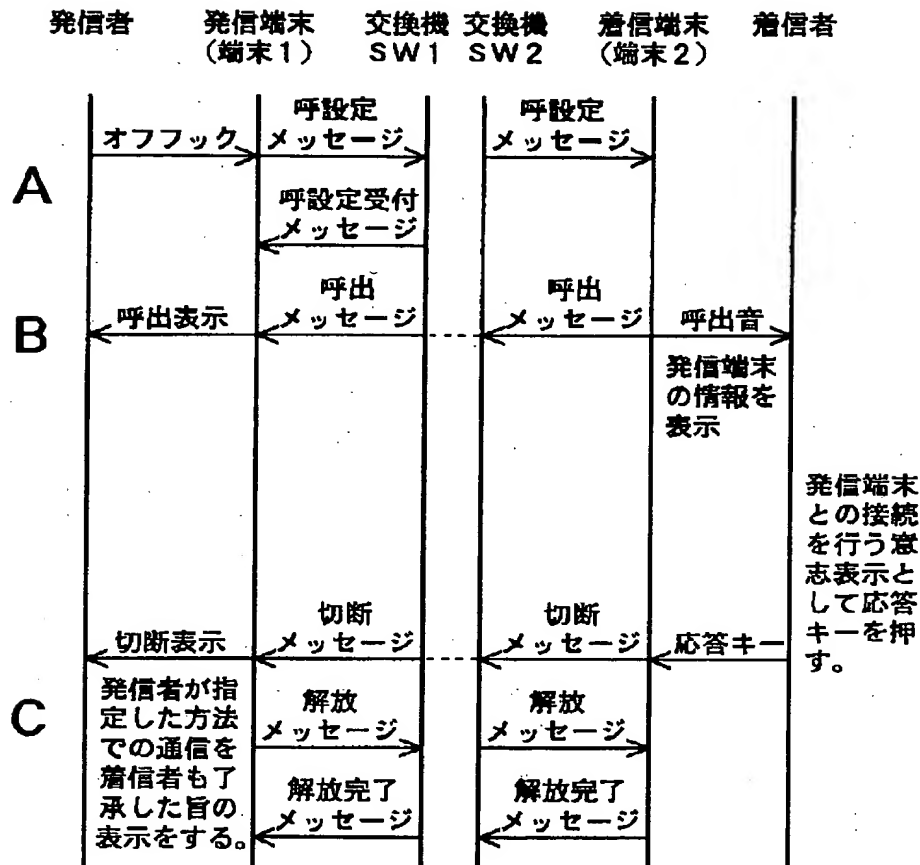 発信者 発信端末 交換機 交換機 着信端末 着信者
(端末1) SW1 SW2 (端末2)
呼設定 呼設定
オフフック メッセージ メッセージ
A
呼設定受付
メッセージ
呼出 呼出
呼出表示 メッセージ メッセージ 呼出音
B
発信端末
の情報を
表示
発信端末
との接続
を行う意
志表示と
して応答
キーを押
す。
切断 切断
切断表示 メッセージ メッセージ 応答キー
C
発信者が指
定した方法
での通信を
着信者も了
承した旨の
表示をする。
解放 解放
メッセージ メッセージ
解放完了 解放完了
メッセージ メッセージ